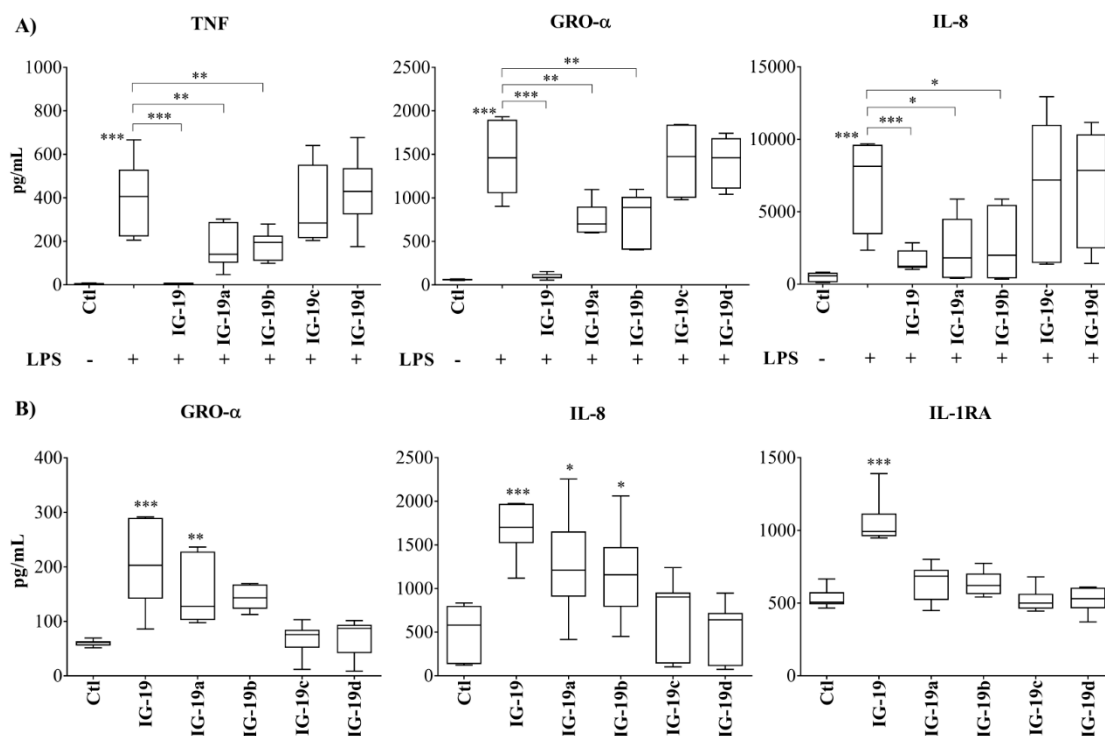 A)
TNF
GRO-α
IL-8
pg/mL
1000
800
600
400
200
0
***
***
**
**
Ctl
IG-19
IG-19a
IG-19b
IG-19c
IG-19d
LPS - + + + + + +
2500
2000
1500
1000
500
0
***
***
**
**
Ctl
IG-19
IG-19a
IG-19b
IG-19c
IG-19d
LPS - + + + + + +
15000
10000
5000
0
***
***
*
*
Ctl
IG-19
IG-19a
IG-19b
IG-19c
IG-19d
LPS - + + + + + +
B)
GRO-α
IL-8
IL-1RA
pg/mL
400
300
200
100
0
***
**
Ctl
IG-19
IG-19a
IG-19b
IG-19c
IG-19d
2500
2000
1500
1000
500
0
***
*
*
Ctl
IG-19
IG-19a
IG-19b
IG-19c
IG-19d
1500
1000
500
0
***
Ctl
IG-19
IG-19a
IG-19b
IG-19c
IG-19d